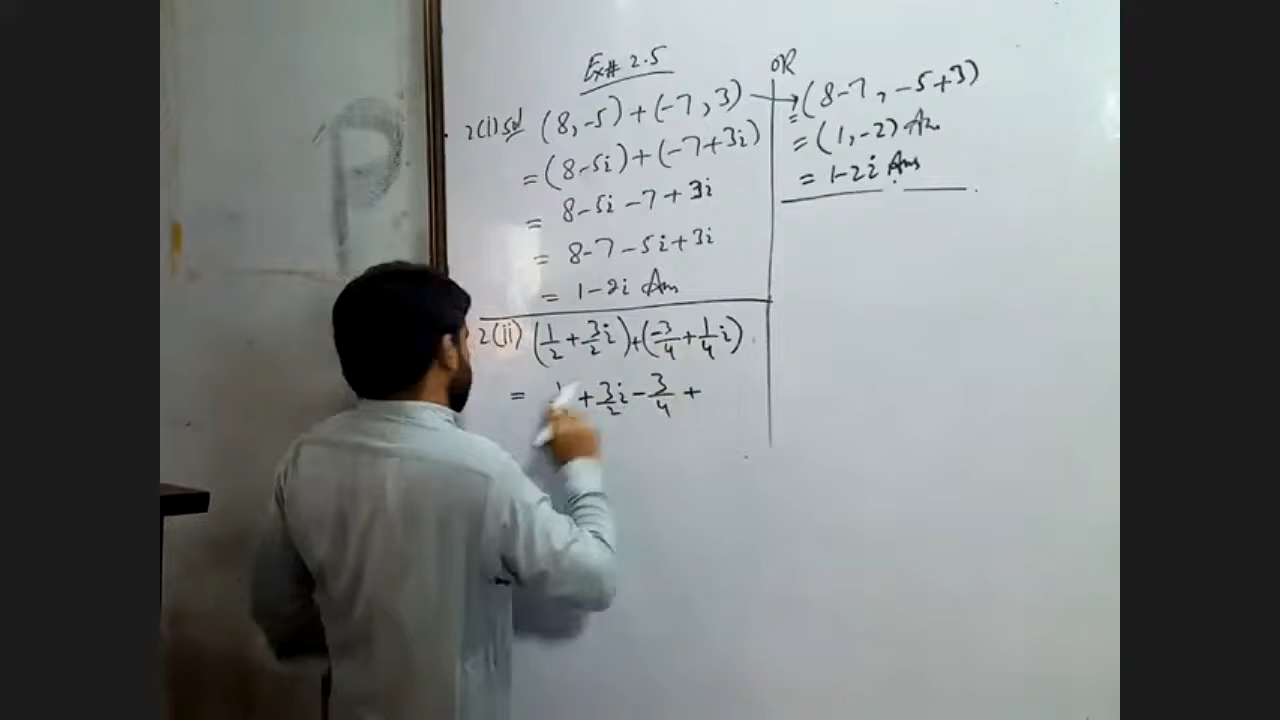 Ex# 2.5
2(i) Sol (8, -5) + (-7, 3)
= (8-5i) + (-7+3i)
= 8-5i -7+3i
= 8-7 -5i+3i
= 1-2i Ans
OR
= (8-7, -5+3)
= (1, -2) Ans
= 1-2i Ans
2(ii) (1/2 + 3/2 i) + (-3/4 + 1/4 i)
= + 3/2 i - 3/4 +